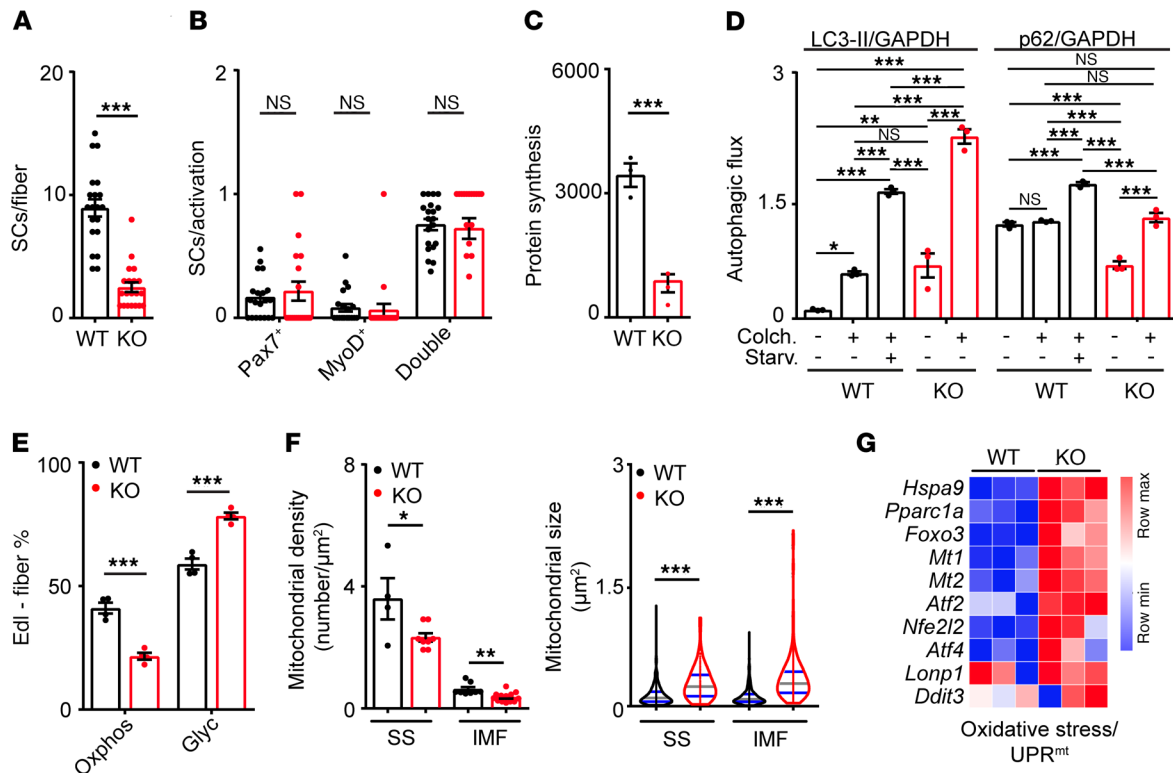 A
B
C
D
SCs/fiber
20
10
0
***
WT KO
SCs/activation
2
1
0
NS
NS
NS
Pax7+
MyoD+
Double
Protein synthesis
6000
3000
0
***
WT KO
LC3-II/GAPDH
p62/GAPDH
Autophagic flux
3
1.5
0
***
***
***
**
***
NS
***
***
***
*
NS
NS
***
***
***
***
***
***
NS
***
Colch. - + + - + - + + - +
Starv. + +
WT KO WT KO
E
F
G
Edl - fiber %
100
50
0
WT
KO
***
***
Oxphos
Glyc
Mitochondrial density
(number/μm²)
8
4
0
WT
KO
*
**
SS IMF
Mitochondrial size
(μm²)
3
1.5
0
WT
KO
***
***
SS IMF
WT KO
Hspa9
Pparc1a
Foxo3
Mt1
Mt2
Atf2
Nfe2l2
Atf4
Lonp1
Ddit3
Row max
Row min
Oxidative stress/
UPRmt